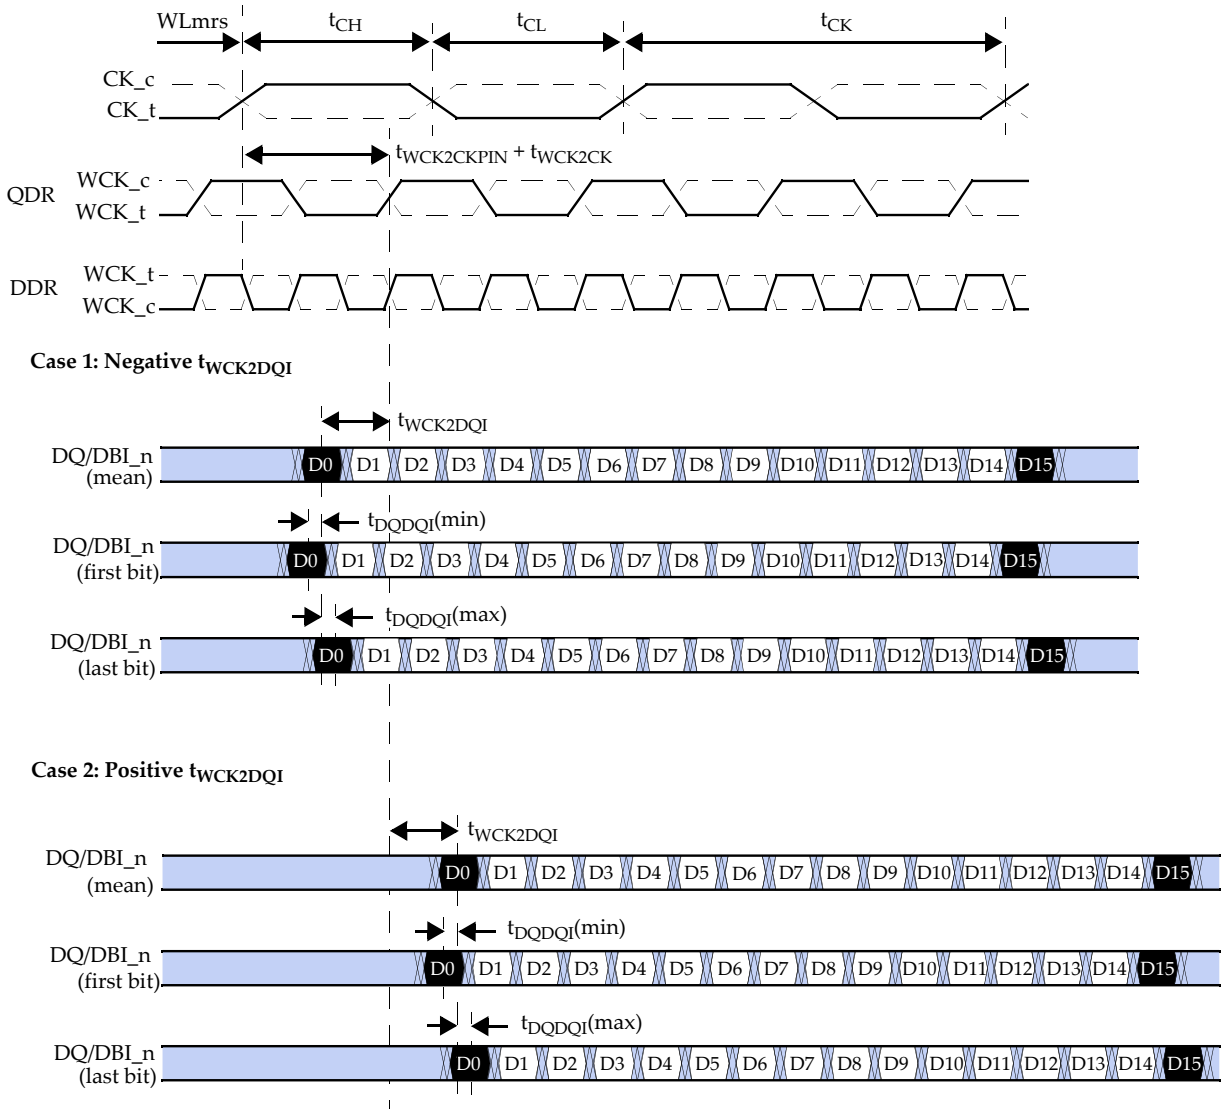 WLmrs tCH tCL tCK
CK_c
CK_t
tWCK2CKPIN + tWCK2CK
QDR WCK_c
WCK_t
DDR WCK_t
WCK_c
Case 1: Negative tWCK2DQI
tWCK2DQI
DQ/DBI_n
(mean)
D0 D1 D2 D3 D4 D5 D6 D7 D8 D9 D10 D11 D12 D13 D14 D15
tDQDQI(min)
DQ/DBI_n
(first bit)
D0 D1 D2 D3 D4 D5 D6 D7 D8 D9 D10 D11 D12 D13 D14 D15
tDQDQI(max)
DQ/DBI_n
(last bit)
D0 D1 D2 D3 D4 D5 D6 D7 D8 D9 D10 D11 D12 D13 D14 D15
Case 2: Positive tWCK2DQI
tWCK2DQI
DQ/DBI_n
(mean)
D0 D1 D2 D3 D4 D5 D6 D7 D8 D9 D10 D11 D12 D13 D14 D15
tDQDQI(min)
DQ/DBI_n
(first bit)
D0 D1 D2 D3 D4 D5 D6 D7 D8 D9 D10 D11 D12 D13 D14 D15
tDQDQI(max)
DQ/DBI_n
(last bit)
D0 D1 D2 D3 D4 D5 D6 D7 D8 D9 D10 D11 D12 D13 D14 D15